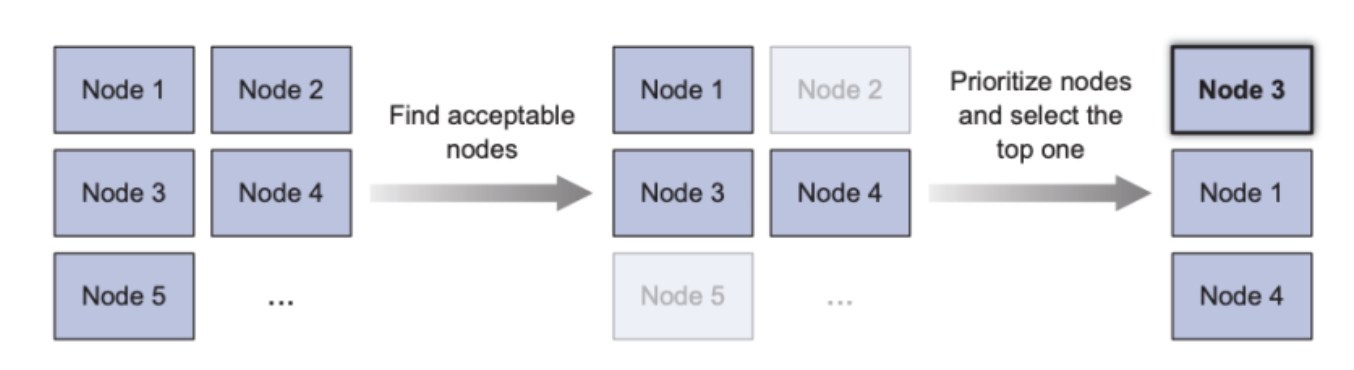 Node 1
Node 2
Node 3
Node 4
Node 5
...
Find acceptable
nodes
Node 1
Node 2
Node 3
Node 4
Node 5
...
Prioritize nodes
and select the
top one
Node 3
Node 1
Node 4